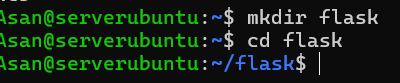 Asan@serverubuntu:~$ mkdir flask
Asan@serverubuntu:~$ cd flask
Asan@serverubuntu:~/flask$